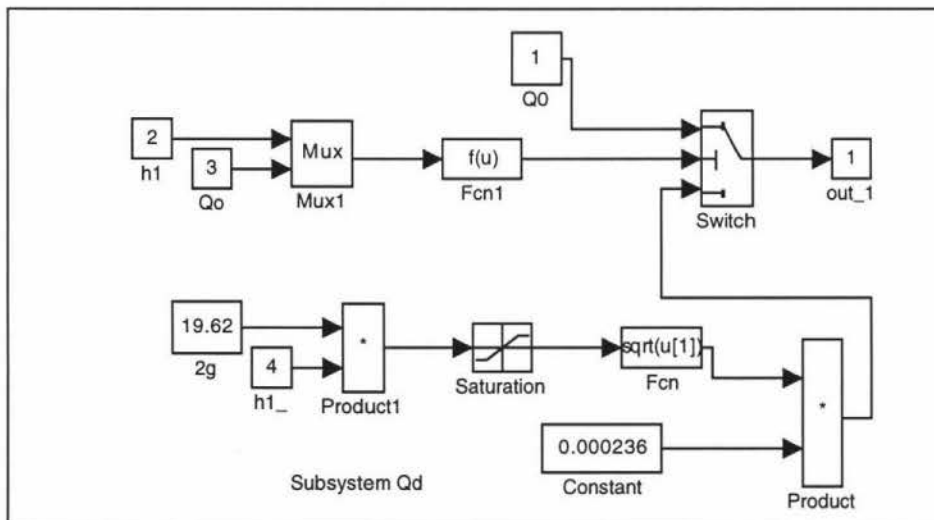 1
Q0
2
h1
3
Qo
Mux
Mux1
f(u)
Fcn1
Switch
1
out_1
19.62
2g
4
h1_
*
Product1
Saturation
sqrt(u[1])
Fcn
0.000236
Constant
*
Product
Subsystem Qd